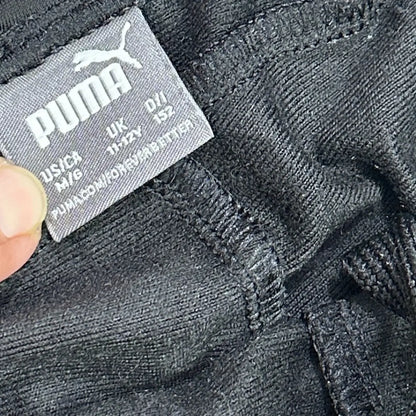 PUMA
US/CA UK D/I
M/G 11-12Y 152
PUMA.COM/FOREVERBETTER